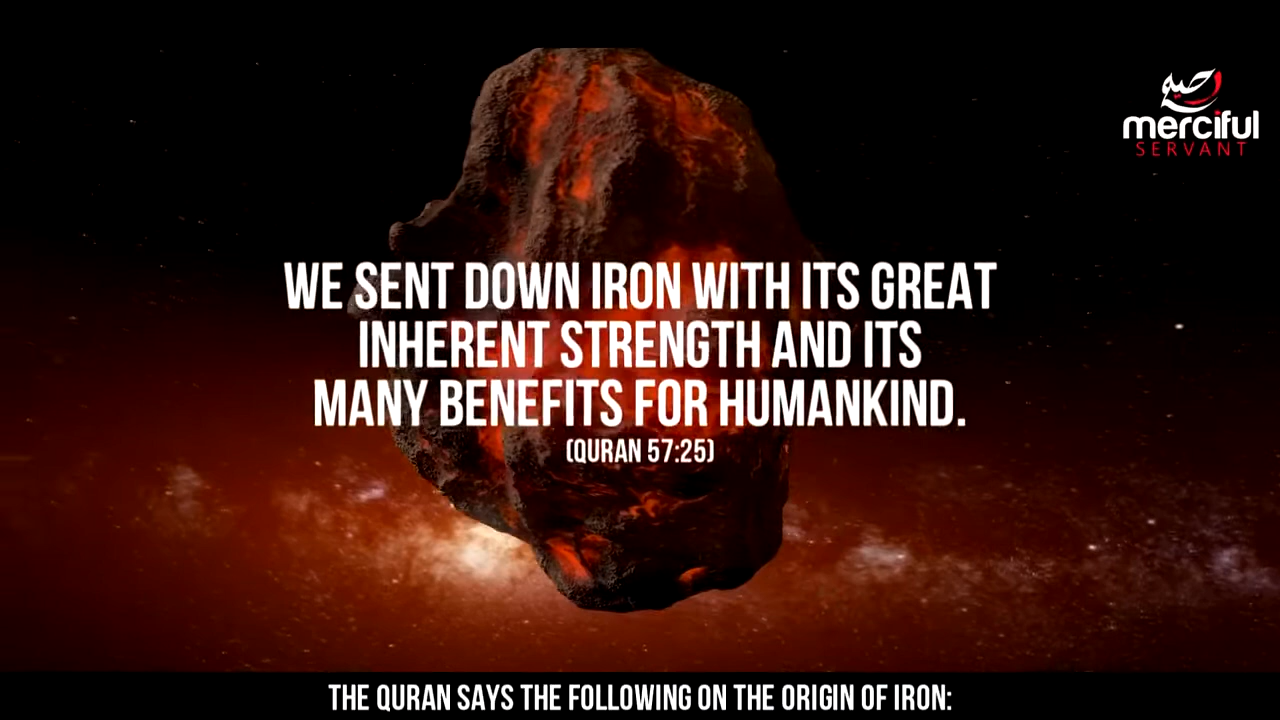 merciful
SERVANT
WE SENT DOWN IRON WITH ITS GREAT
INHERENT STRENGTH AND ITS
MANY BENEFITS FOR HUMANKIND.
(QURAN 57:25)
THE QURAN SAYS THE FOLLOWING ON THE ORIGIN OF IRON: